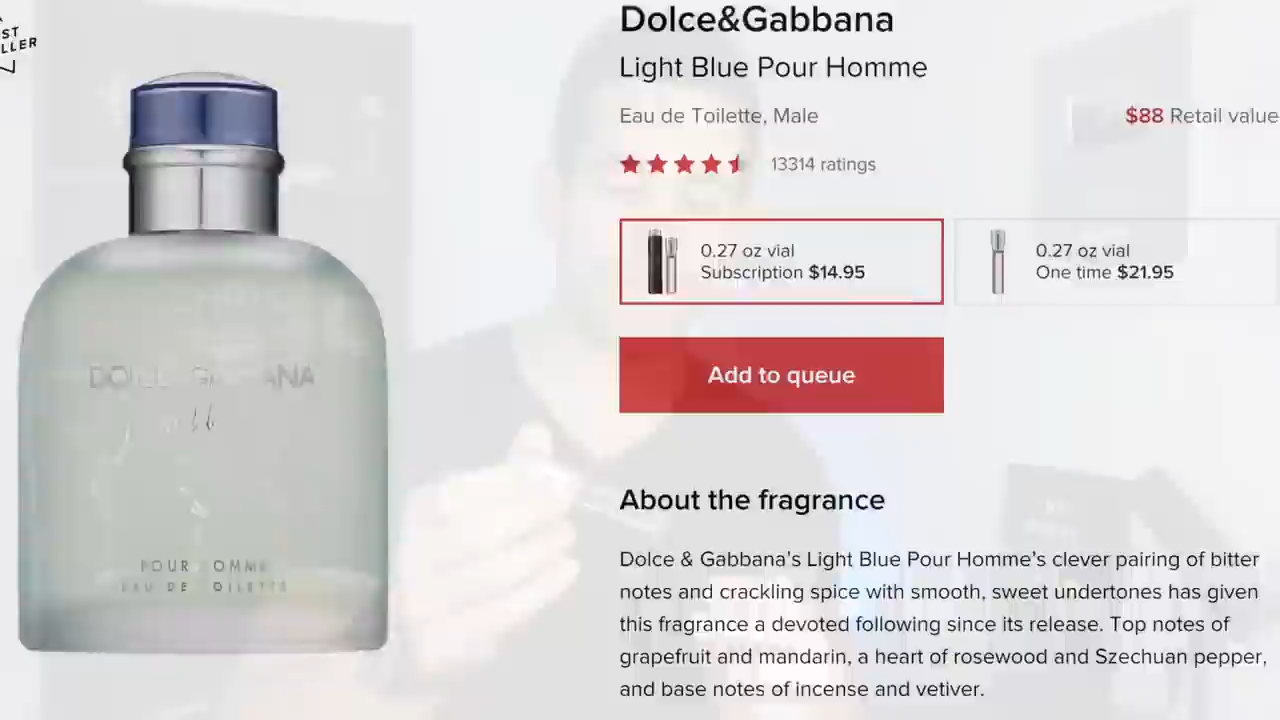 Dolce&Gabbana
Light Blue Pour Homme
Eau de Toilette, Male
$88 Retail value
13314 ratings
0.27 oz vial
Subscription $14.95
0.27 oz vial
One time $21.95
Add to queue
About the fragrance
Dolce & Gabbana's Light Blue Pour Homme's clever pairing of bitter
notes and crackling spice with smooth, sweet undertones has given
this fragrance a devoted following since its release. Top notes of
grapefruit and mandarin, a heart of rosewood and Szechuan pepper,
and base notes of incense and vetiver.
POUR